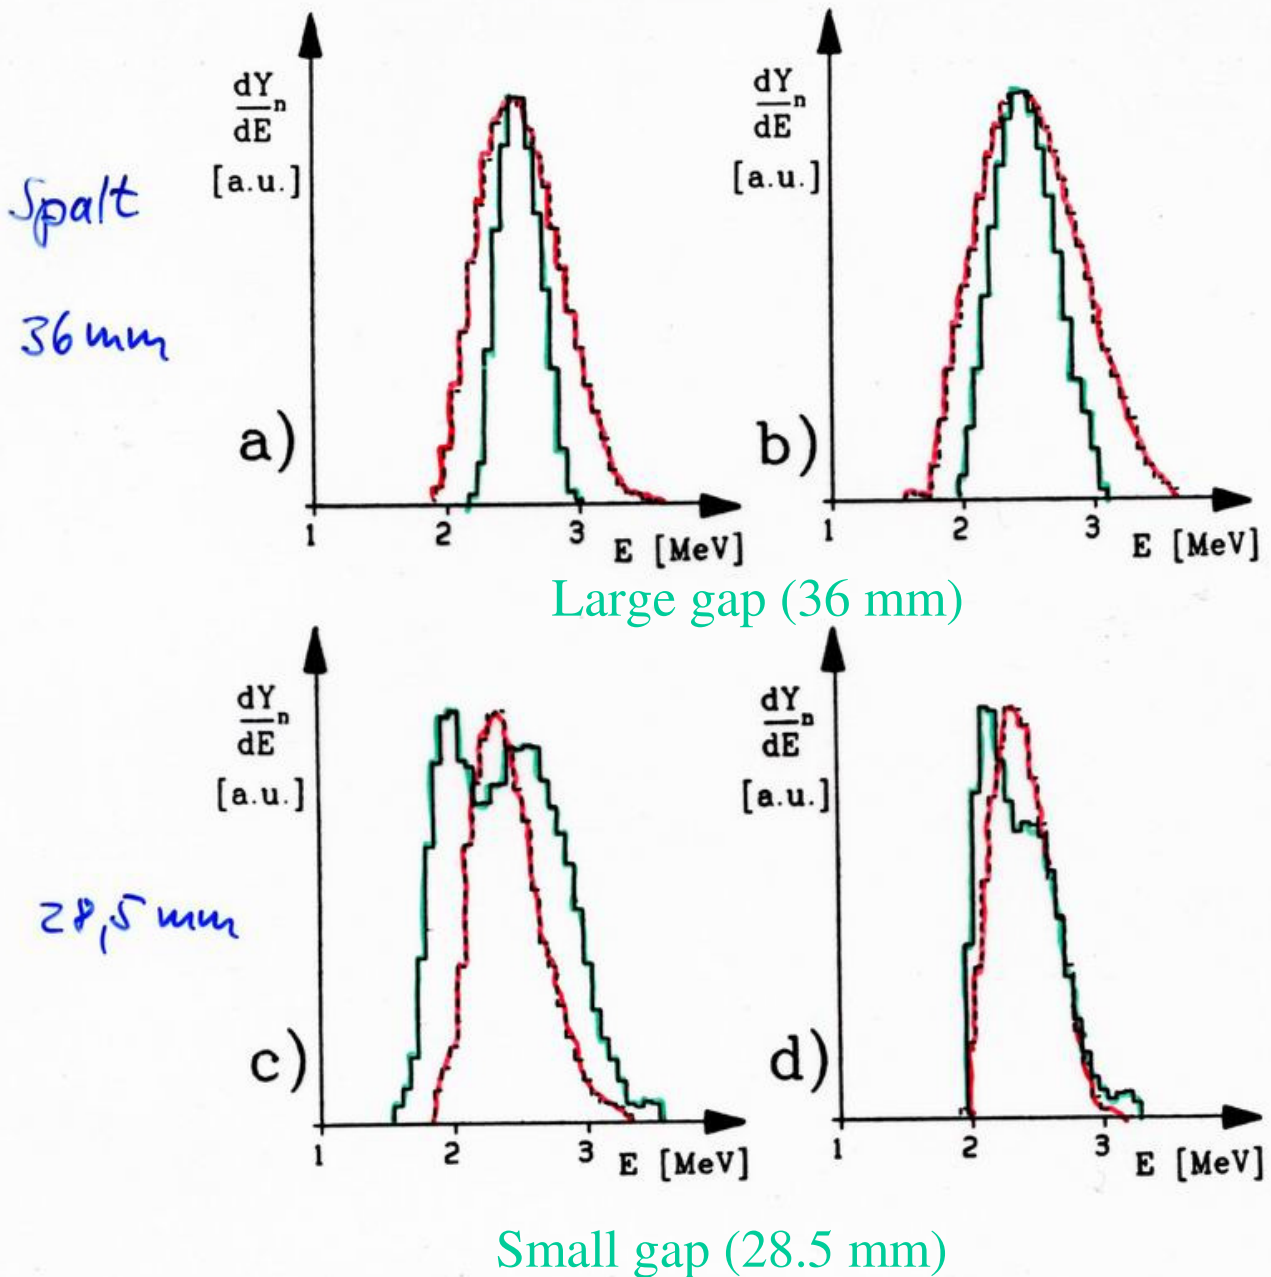 dY
n
dE
[a.u.]
a)
1 2 3
E [MeV]
dY
n
dE
[a.u.]
b)
1 2 3
E [MeV]
Spalt
36 mm
Large gap (36 mm)
dY
n
dE
[a.u.]
c)
1 2 3
E [MeV]
dY
n
dE
[a.u.]
d)
1 2 3
E [MeV]
28,5 mm
Small gap (28.5 mm)